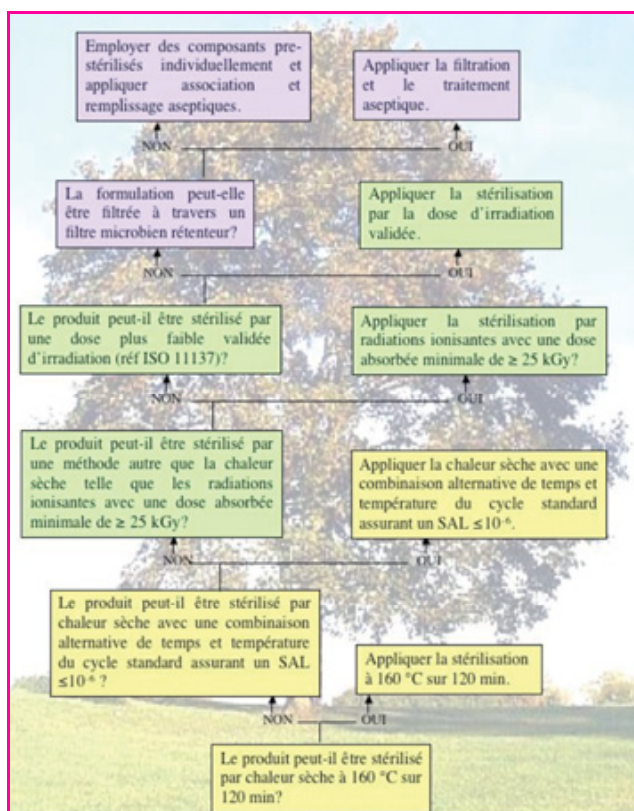 Employer des composants pre-
stérilisés individuellement et
appliquer association et
remplissage aseptiques.
Appliquer la filtration
et le traitement
aseptique.
NON
OUI
La formulation peut-elle
être filtrée à travers un
filtre microbien rétenteur?
Appliquer la stérilisation
par la dose d'irradiation
validée.
NON
OUI
Le produit peut-il être stérilisé par
une dose plus faible validée
d'irradiation (réf ISO 11137)?
Appliquer la stérilisation par
radiations ionisantes avec une dose
absorbée minimale de ≥ 25 kGy?
NON
OUI
Le produit peut-il être stérilisé par
une méthode autre que la chaleur
sèche telle que les radiations
ionisantes avec une dose absorbée
minimale de ≥ 25 kGy?
Appliquer la chaleur sèche avec une
combinaison alternative de temps et
température du cycle standard
assurant un SAL ≤10⁻⁶.
NON
OUI
Le produit peut-il être stérilisé par
chaleur sèche avec une combinaison
alternative de temps et température
du cycle standard assurant un SAL
≤10⁻⁶ ?
Appliquer la stérilisation
à 160 °C sur 120 min.
NON
OUI
Le produit peut-il être stérilisé
par chaleur sèche à 160 °C sur
120 min?